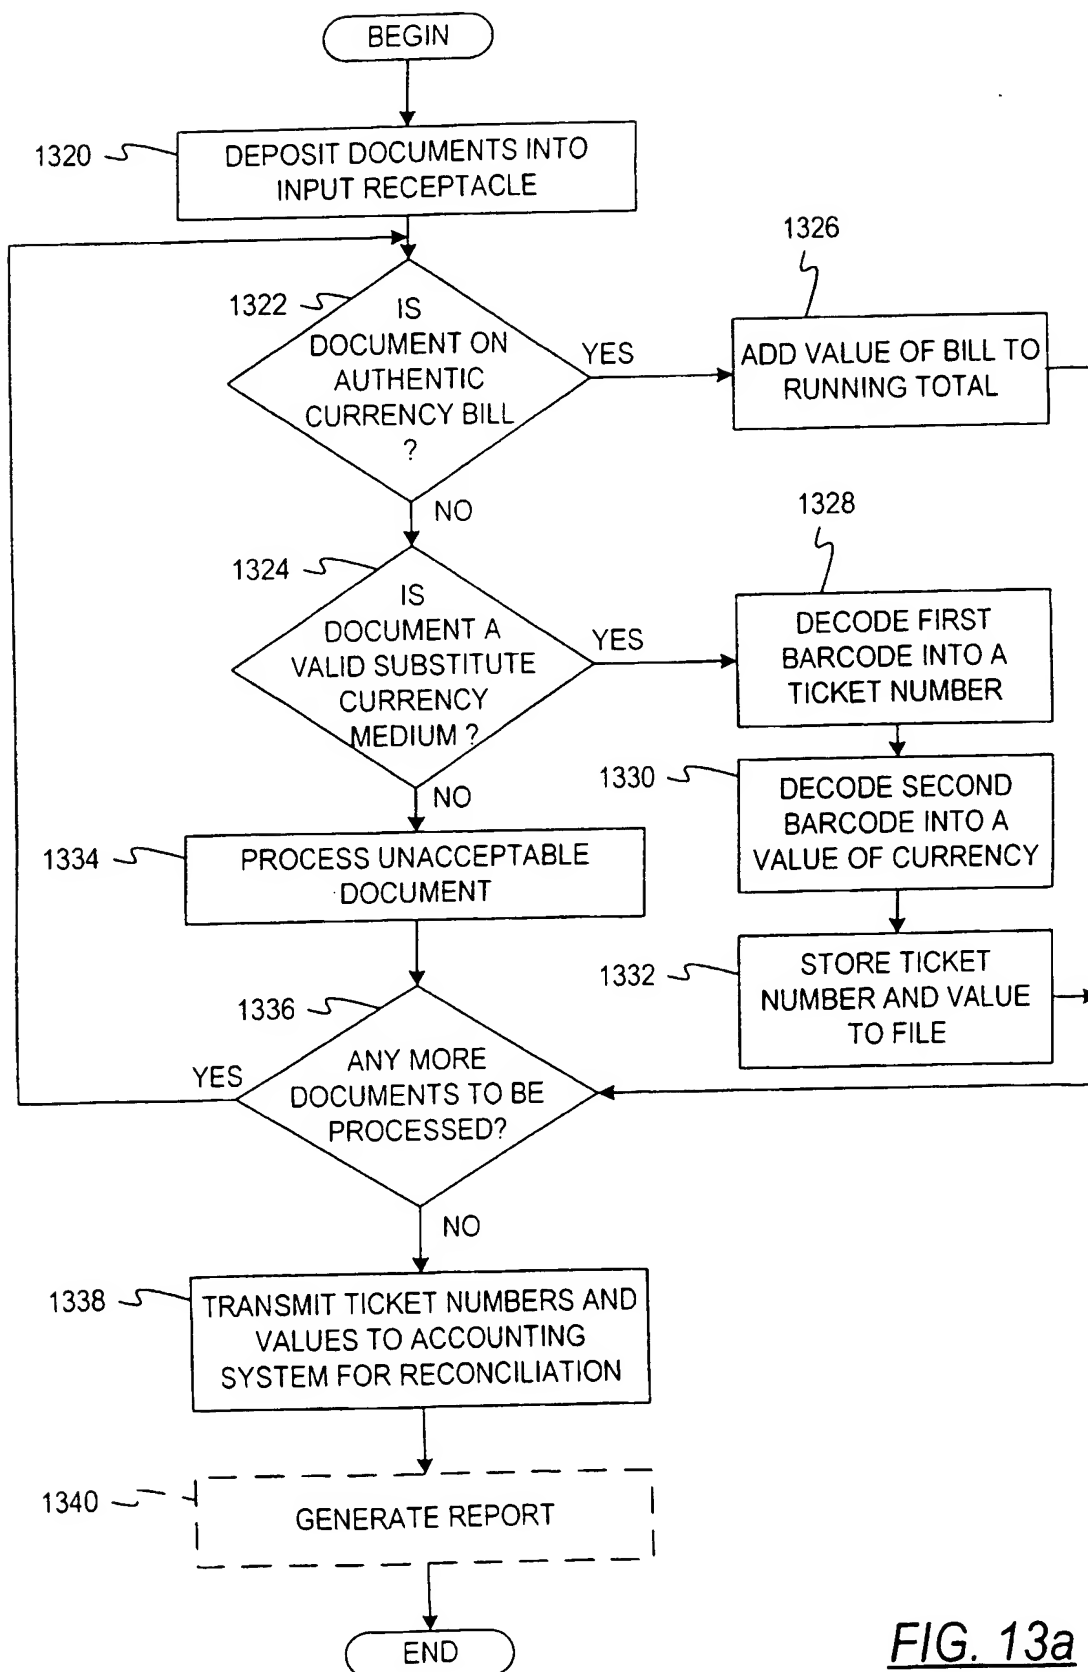 BEGIN
1320
DEPOSIT DOCUMENTS INTO
INPUT RECEPTACLE
1322
IS
DOCUMENT ON
AUTHENTIC
CURRENCY BILL
?
YES
1326
ADD VALUE OF BILL TO
RUNNING TOTAL
NO
1324
IS
DOCUMENT A
VALID SUBSTITUTE
CURRENCY
MEDIUM ?
YES
1328
DECODE FIRST
BARCODE INTO A
TICKET NUMBER
1330
DECODE SECOND
BARCODE INTO A
VALUE OF CURRENCY
1332
STORE TICKET
NUMBER AND VALUE
TO FILE
NO
1334
PROCESS UNACCEPTABLE
DOCUMENT
1336
ANY MORE
DOCUMENTS TO BE
PROCESSED?
YES
NO
1338
TRANSMIT TICKET NUMBERS AND
VALUES TO ACCOUNTING
SYSTEM FOR RECONCILIATION
1340
GENERATE REPORT
END
FIG. 13a